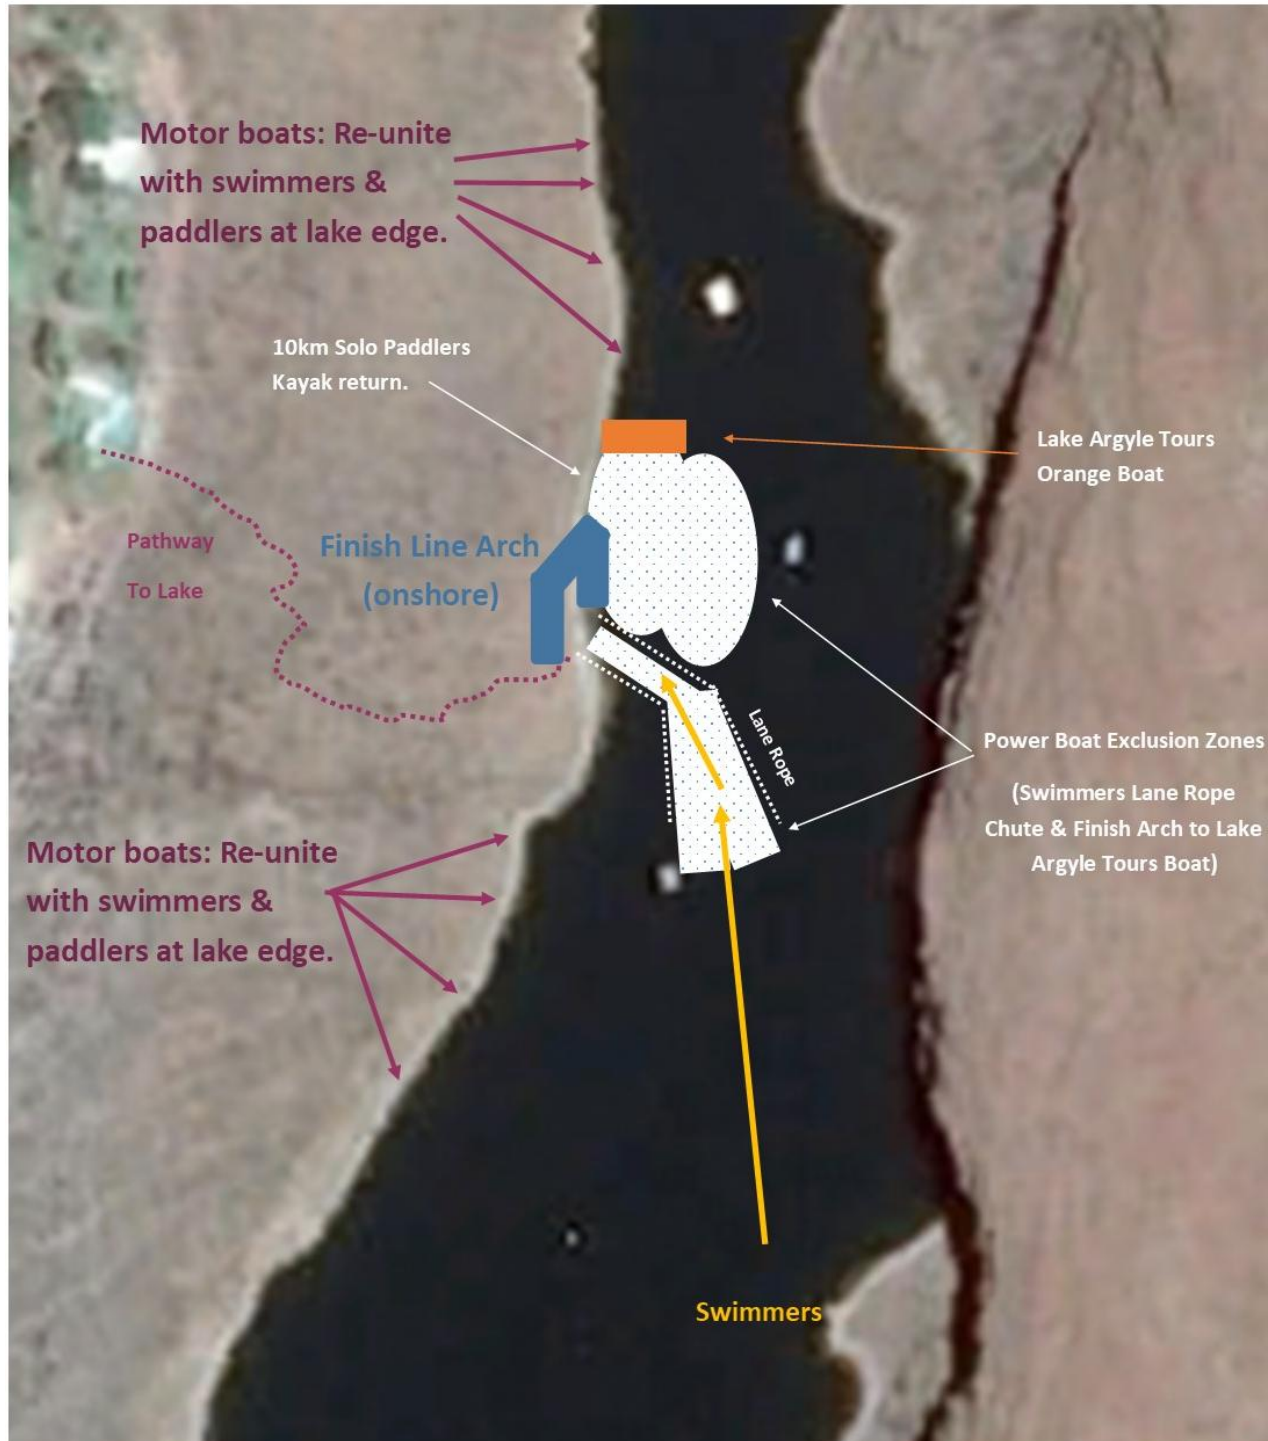 Motor boats: Re-unite
with swimmers &
paddlers at lake edge.
10km Solo Paddlers
Kayak return.
Lake Argyle Tours
Orange Boat
Pathway
To Lake
Finish Line Arch
(onshore)
Lane Rope
Power Boat Exclusion Zones
(Swimmers Lane Rope
Chute & Finish Arch to Lake
Argyle Tours Boat)
Motor boats: Re-unite
with swimmers &
paddlers at lake edge.
Swimmers